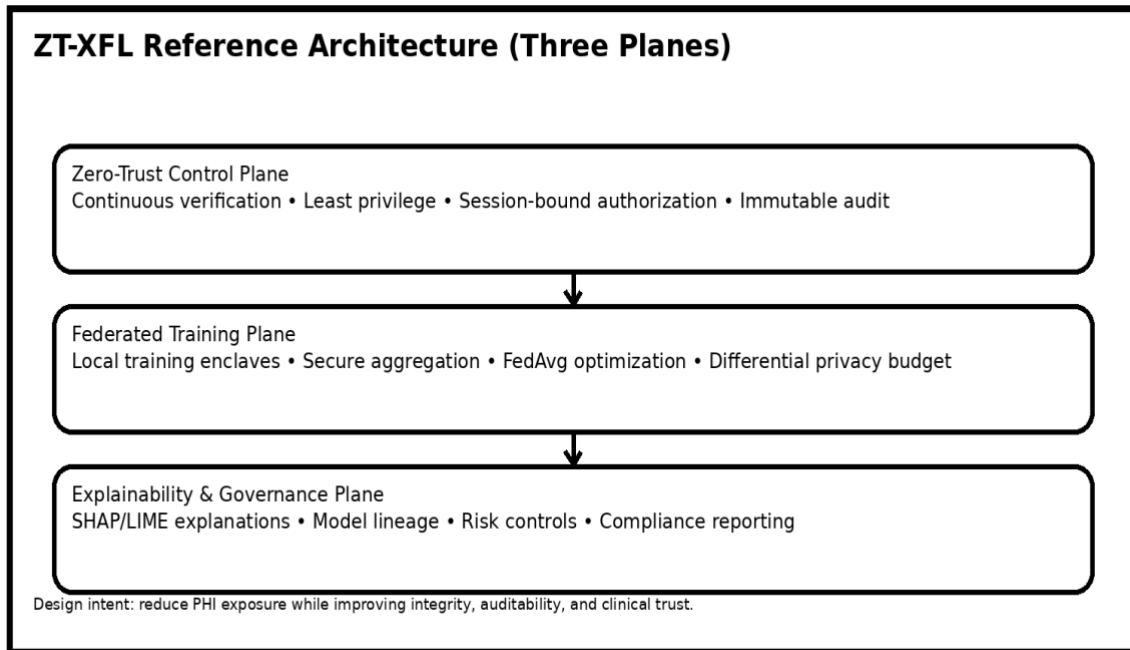 ZT-XFL Reference Architecture (Three Planes)
Zero-Trust Control Plane
Continuous verification • Least privilege • Session-bound authorization • Immutable audit
Federated Training Plane
Local training enclaves • Secure aggregation • FedAvg optimization • Differential privacy budget
Explainability & Governance Plane
SHAP/LIME explanations • Model lineage • Risk controls • Compliance reporting
Design intent: reduce PHI exposure while improving integrity, auditability, and clinical trust.